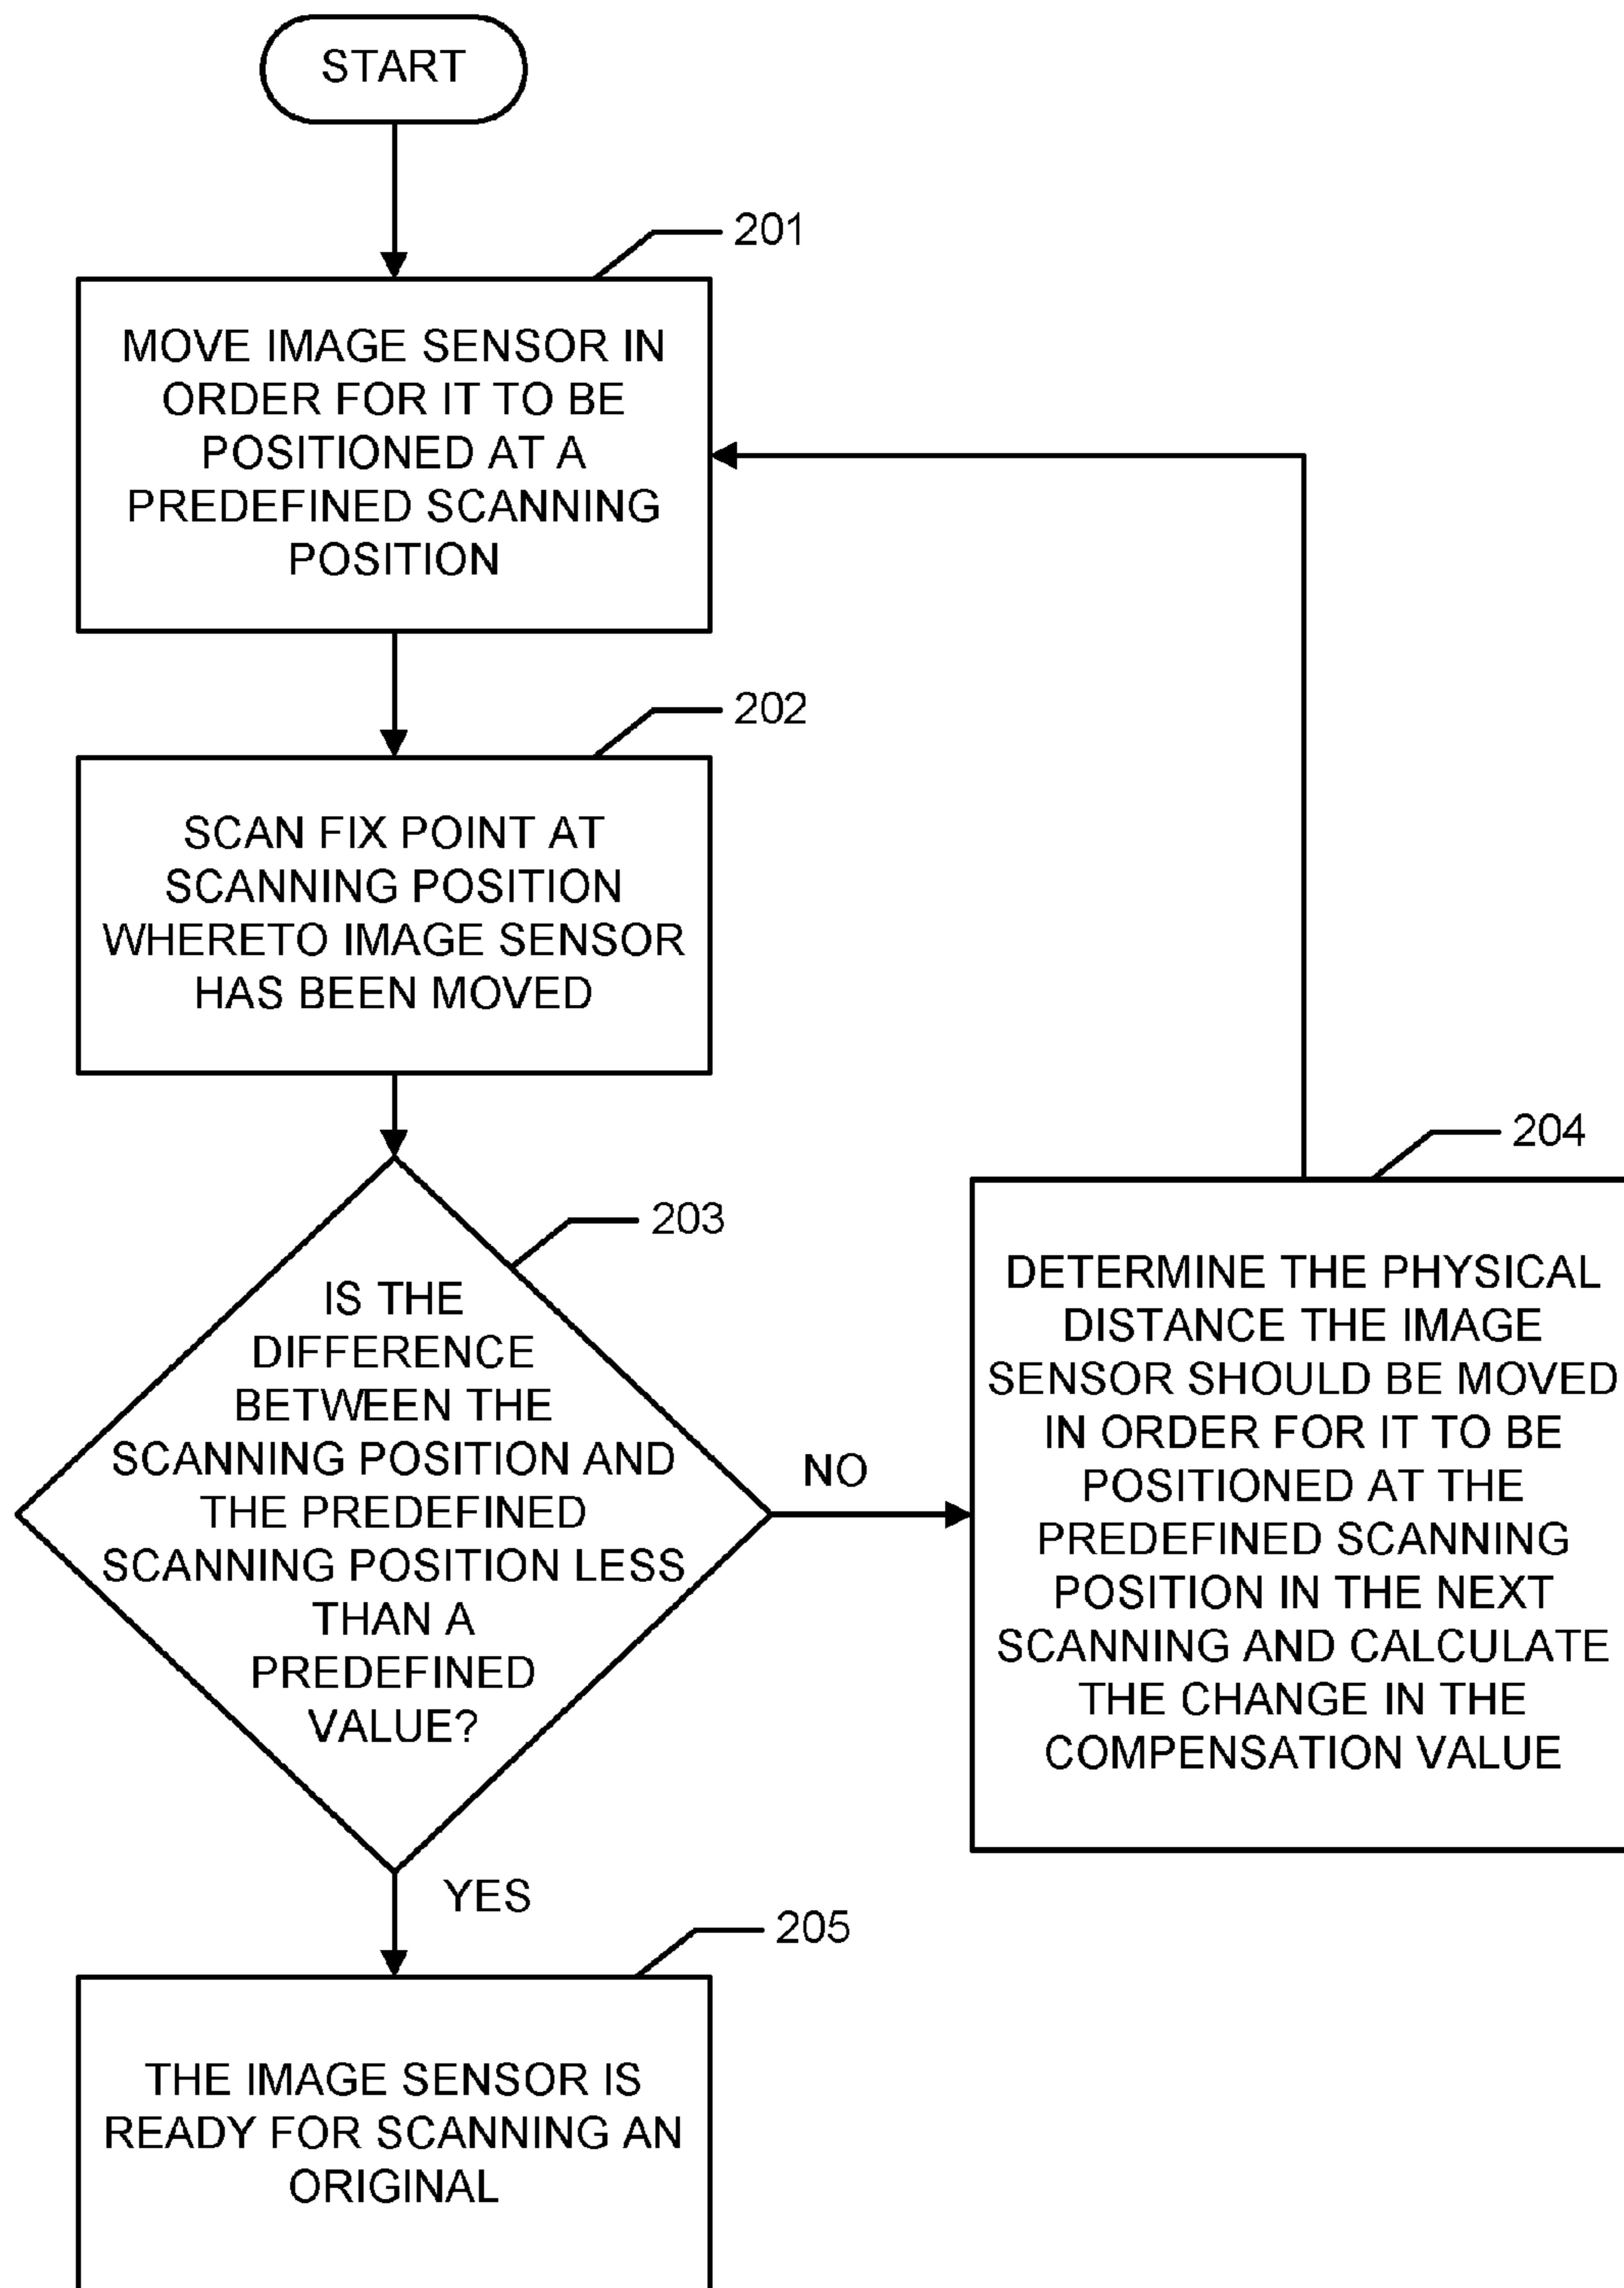 START
201
MOVE IMAGE SENSOR IN
ORDER FOR IT TO BE
POSITIONED AT A
PREDEFINED SCANNING
POSITION
202
SCAN FIX POINT AT
SCANNING POSITION
WHERETO IMAGE SENSOR
HAS BEEN MOVED
203
IS THE
DIFFERENCE
BETWEEN THE
SCANNING POSITION AND
THE PREDEFINED
SCANNING POSITION LESS
THAN A
PREDEFINED
VALUE?
NO
204
DETERMINE THE PHYSICAL
DISTANCE THE IMAGE
SENSOR SHOULD BE MOVED
IN ORDER FOR IT TO BE
POSITIONED AT THE
PREDEFINED SCANNING
POSITION IN THE NEXT
SCANNING AND CALCULATE
THE CHANGE IN THE
COMPENSATION VALUE
YES
205
THE IMAGE SENSOR IS
READY FOR SCANNING AN
ORIGINAL